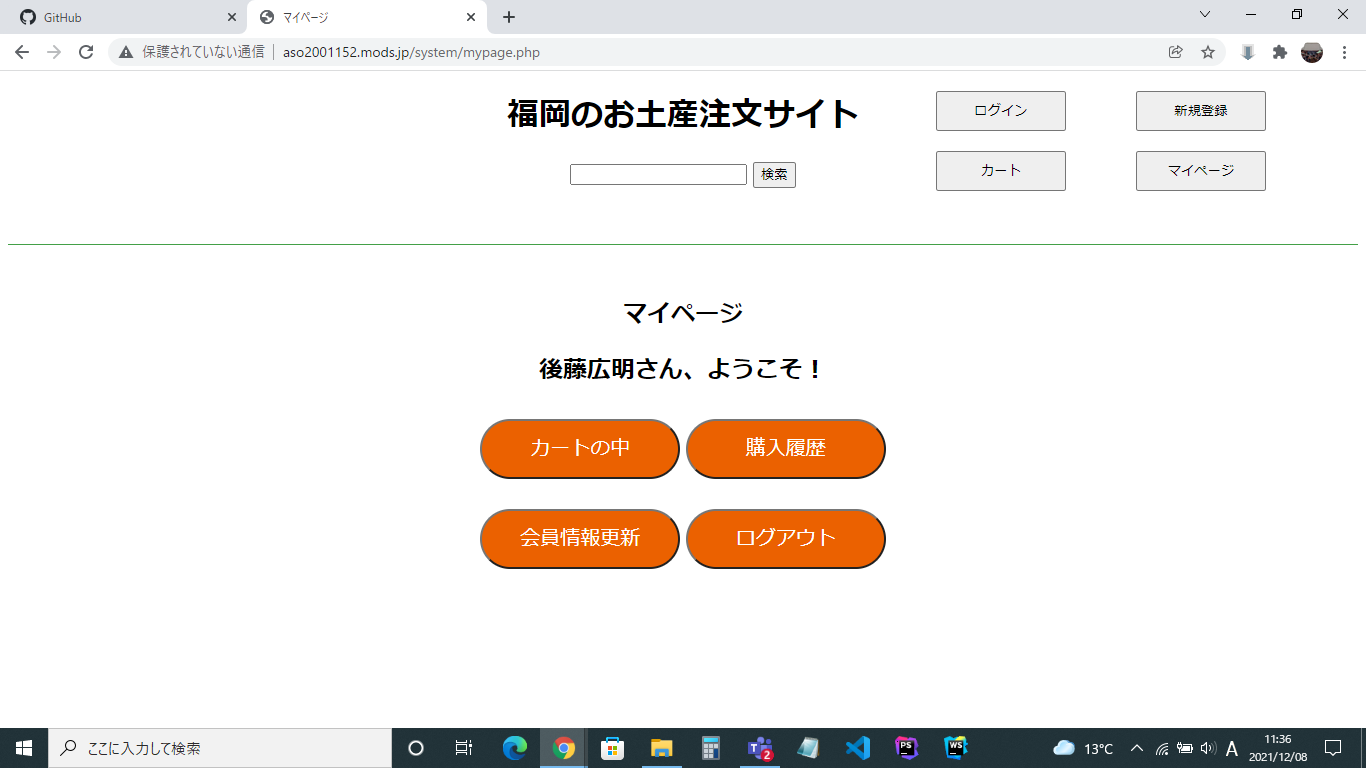 GitHub
マイページ
保護されていない通信 aso2001152.mods.jp/system/mypage.php
福岡のお土産注文サイト
ログイン 新規登録
検索
カート マイページ
マイページ
後藤広明さん、ようこそ！
カートの中 購入履歴
会員情報更新 ログアウト
ここに入力して検索
PS
WS
2
13°C
A
11:36
2021/12/08